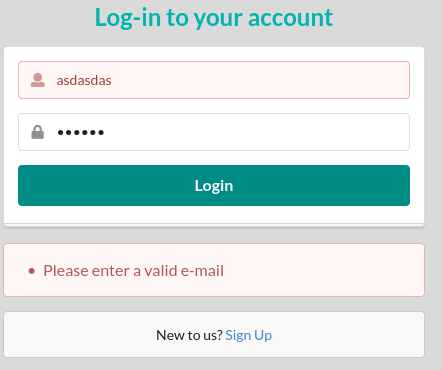 Log-in to your account
asdasdas
••••••
Login
• Please enter a valid e-mail
New to us? Sign Up